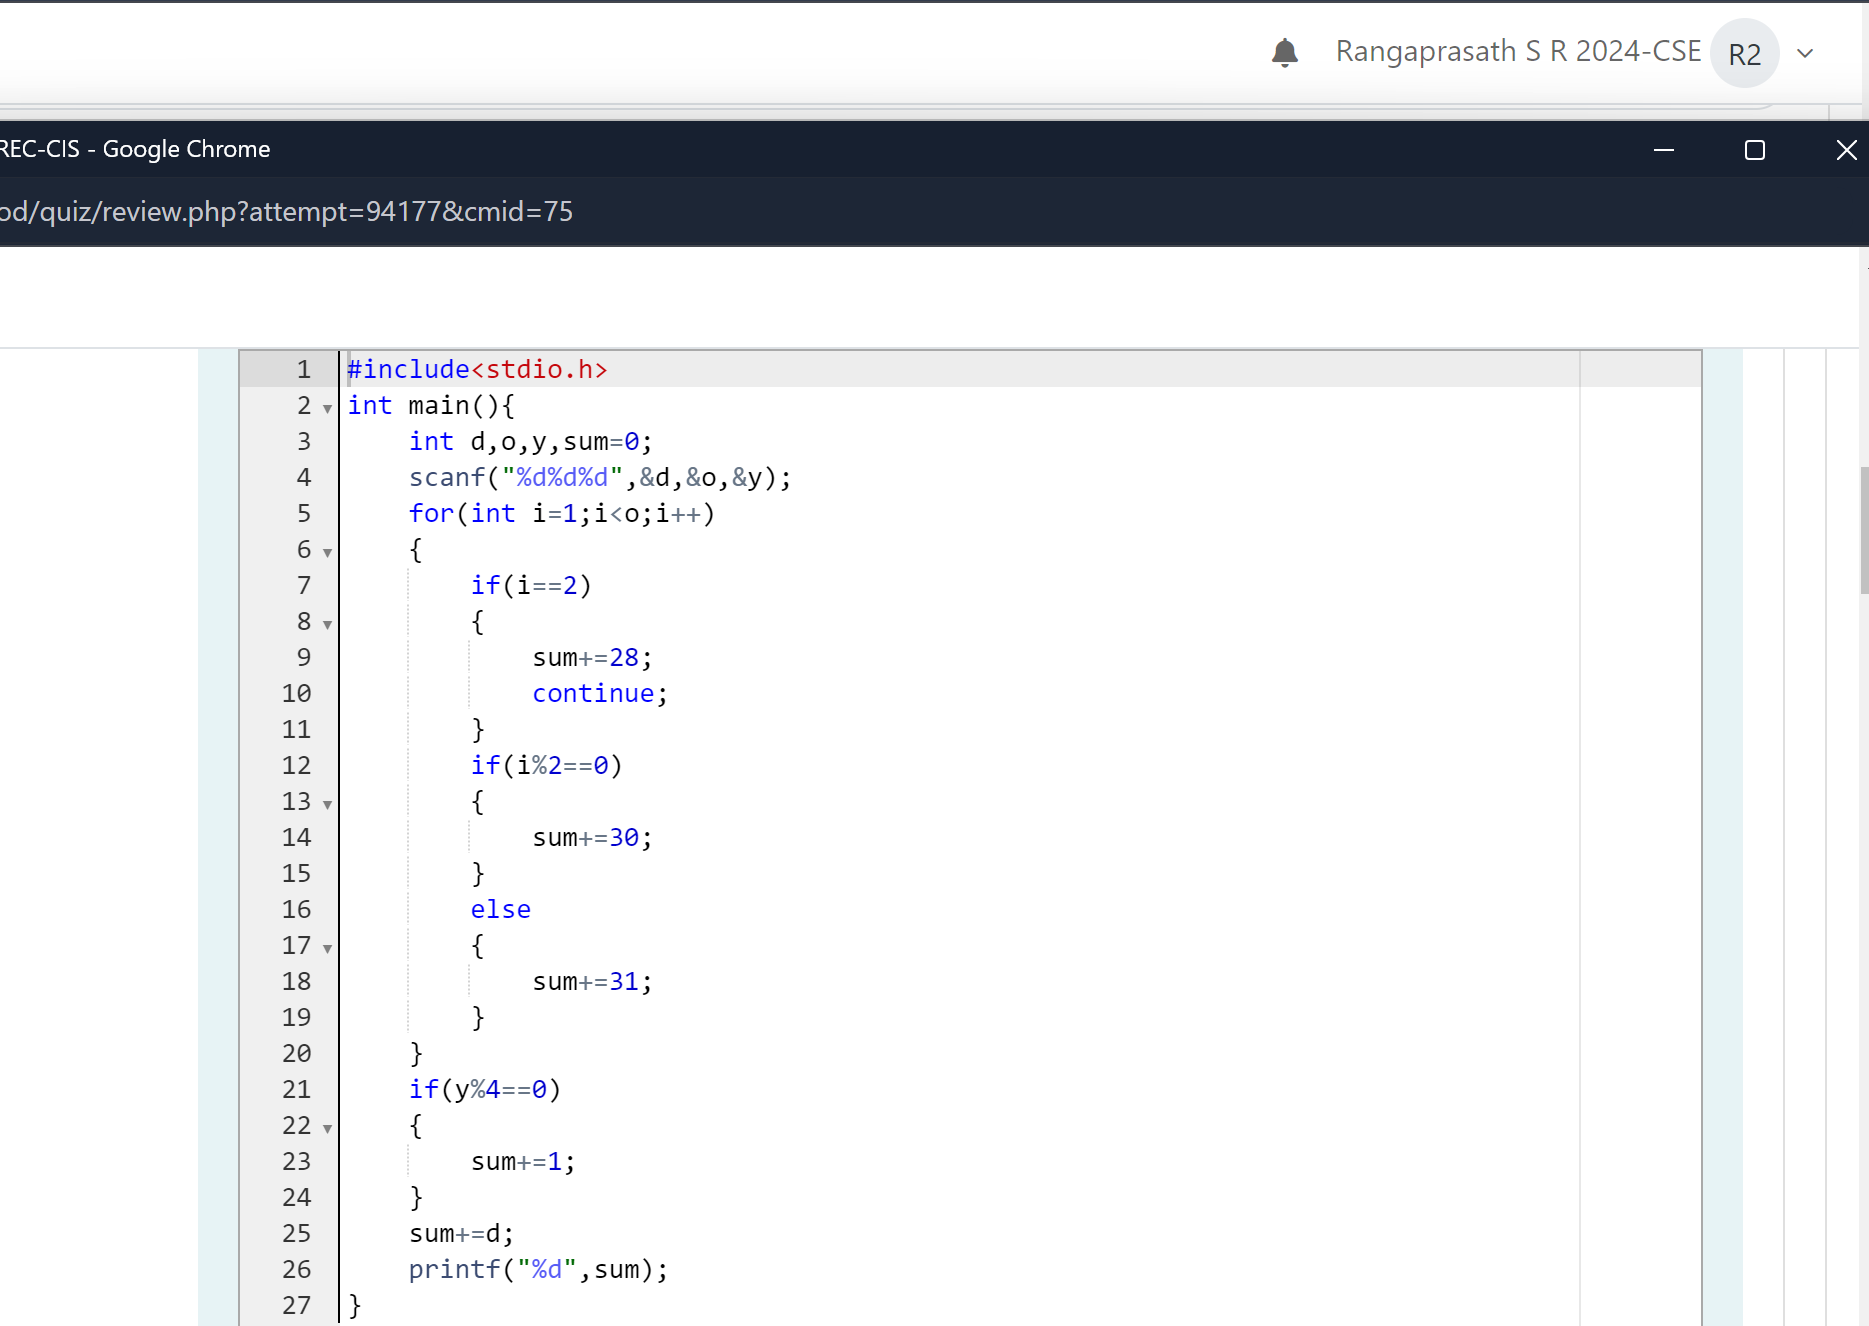 Rangaprasath S R 2024-CSE R2
REC-CIS - Google Chrome
od/quiz/review.php?attempt=94177&cmid=75
1 #include<stdio.h>
2 int main(){
3     int d,o,y,sum=0;
4     scanf("%d%d%d",&d,&o,&y);
5     for(int i=1;i<o;i++)
6     {
7         if(i==2)
8         {
9             sum+=28;
10             continue;
11         }
12         if(i%2==0)
13         {
14             sum+=30;
15         }
16         else
17         {
18             sum+=31;
19         }
20     }
21     if(y%4==0)
22     {
23         sum+=1;
24     }
25     sum+=d;
26     printf("%d",sum);
27 }